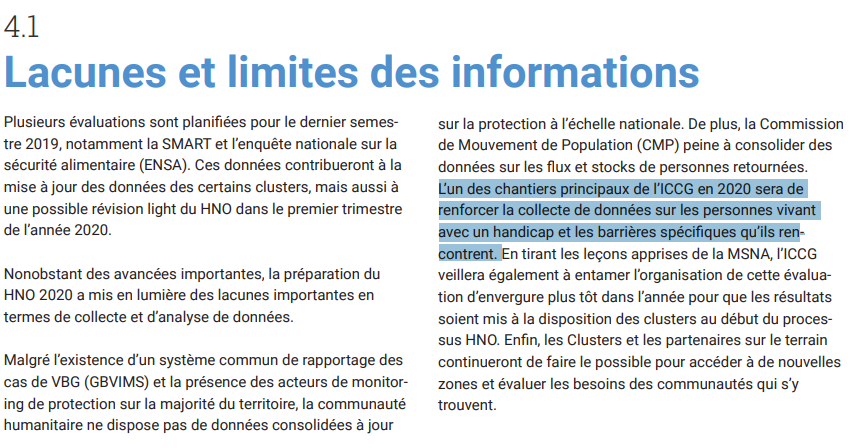 4.1
Lacunes et limites des informations
Plusieurs évaluations sont planifiées pour le dernier semes-
tre 2019, notamment la SMART et l’enquête nationale sur la
sécurité alimentaire (ENSA). Ces données contribueront à la
mise à jour des données des certains clusters, mais aussi à
une possible révision light du HNO dans le premier trimestre
de l’année 2020.
Nonobstant des avancées importantes, la préparation du
HNO 2020 a mis en lumière des lacunes importantes en
termes de collecte et d’analyse de données.
Malgré l’existence d’un système commun de rapportage des
cas de VBG (GBVIMS) et la présence des acteurs de monitor-
ing de protection sur la majorité du territoire, la communauté
humanitaire ne dispose pas de données consolidées à jour
sur la protection à l’échelle nationale. De plus, la Commission
de Mouvement de Population (CMP) peine à consolider des
données sur les flux et stocks de personnes retournées.
L’un des chantiers principaux de l’ICCG en 2020 sera de
renforcer la collecte de données sur les personnes vivant
avec un handicap et les barrières spécifiques qu’ils ren-
contrent. En tirant les leçons apprises de la MSNA, l’ICCG
veillera également à entamer l’organisation de cette évalua-
tion d’envergure plus tôt dans l’année pour que les résultats
soient mis à la disposition des clusters au début du proces-
sus HNO. Enfin, les Clusters et les partenaires sur le terrain
continueront de faire le possible pour accéder à de nouvelles
zones et évaluer les besoins des communautés qui s’y
trouvent.